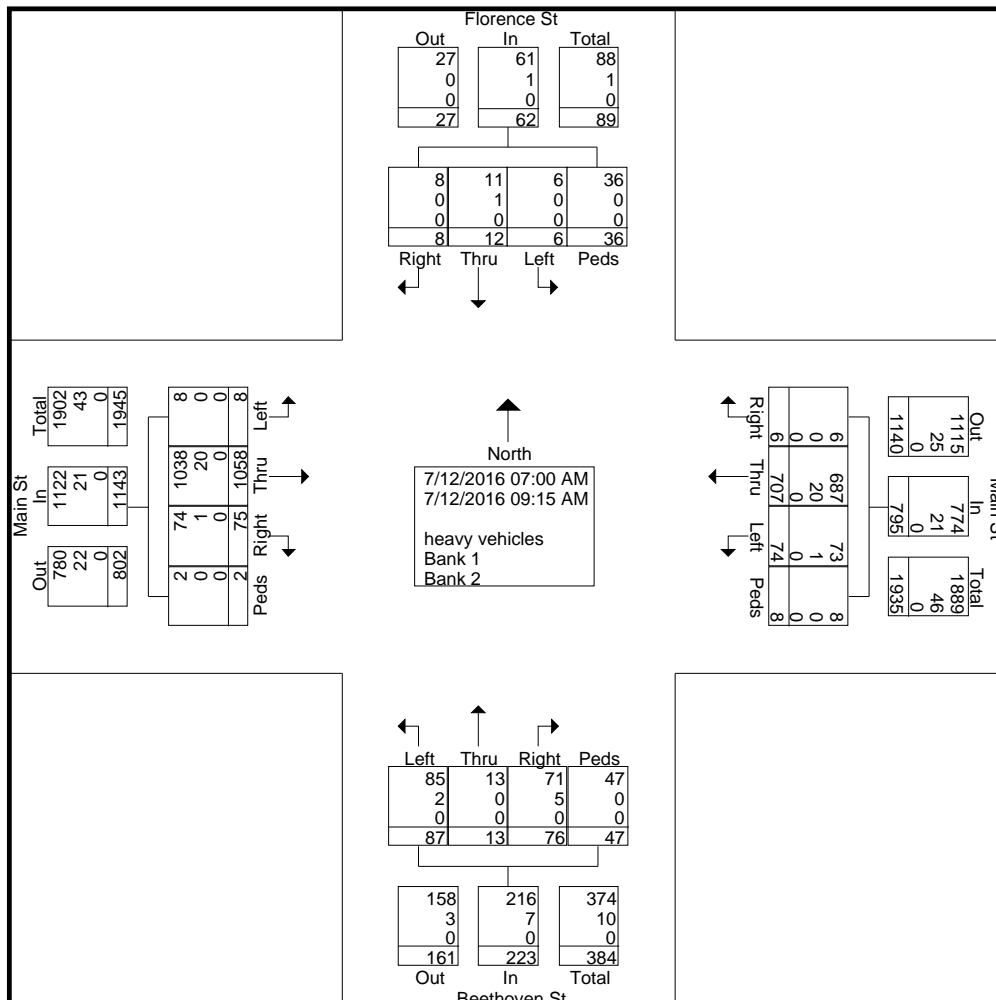 Florence St
Out In Total
27 61 88
0 1 1
0 0 0
27 62 89
8 11 6 36
0 1 0 0
0 0 0 0
8 12 6 36
Right Thru Left Peds
Main St
Total
1902
43
0
1945
In
1122
21
0
1143
Out
780
22
0
802
8
0
0
8
Left
1038
20
0
1058
Thru
74
1
0
75
Right
2
0
0
2
Peds
North
7/12/2016 07:00 AM
7/12/2016 09:15 AM
heavy vehicles
Bank 1
Bank 2
Right
6
0
0
6
Thru
687
20
0
707
Left
73
1
0
74
Peds
8
0
0
8
Main St
Out
1115
25
0
1140
In
774
21
0
795
Total
1889
46
0
1935
Left Thru Right Peds
85 13 71 47
2 0 5 0
0 0 0 0
87 13 76 47
158 216 374
3 7 10
0 0 0
161 223 384
Out In Total
Beethoven St